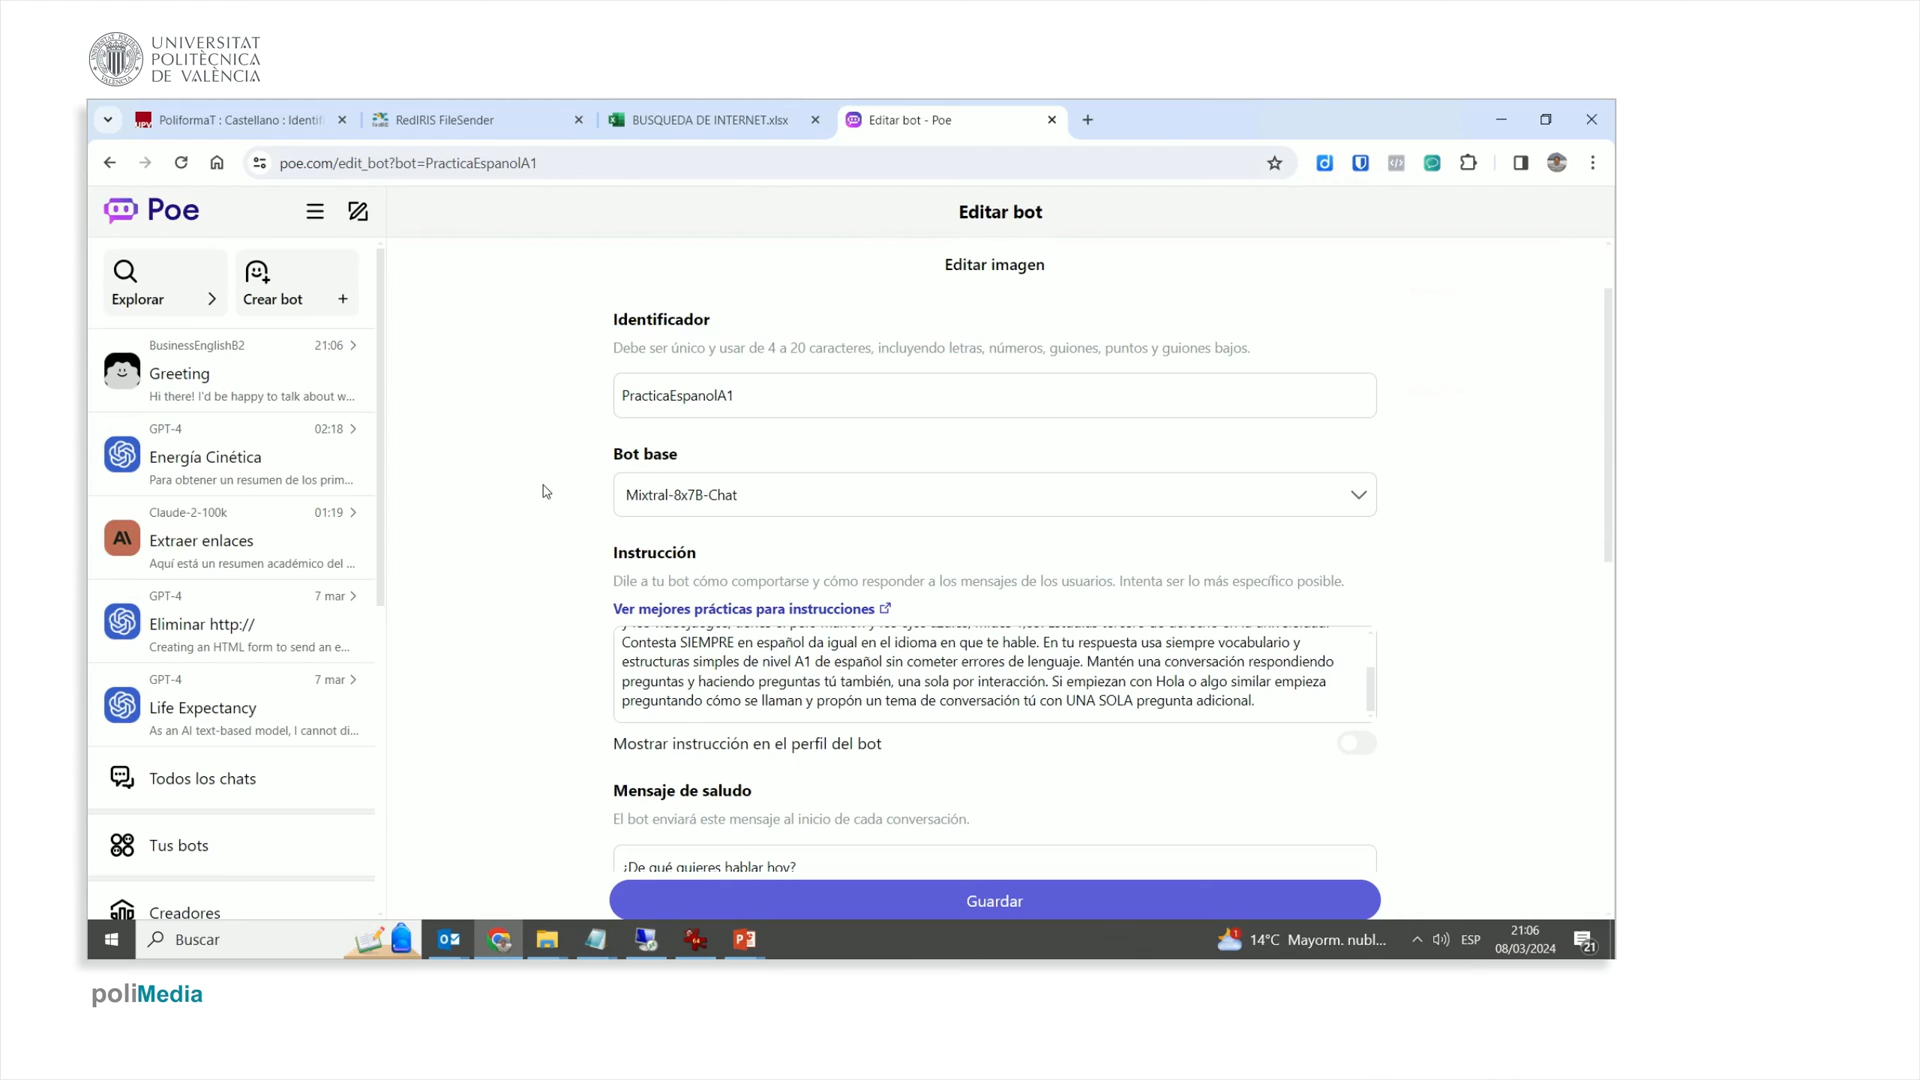 UNIVERSITAT
POLITÈCNICA
DE VALÈNCIA
PoliformaT : Castellano : Identif
RedIRIS FileSender
BUSQUEDA DE INTERNET.xlsx
Editar bot - Poe
poe.com/edit_bot?bot=PracticaEspanolA1
Poe
Editar bot
Explorar
Crear bot +
Editar imagen
Identificador
Debe ser único y usar de 4 a 20 caracteres, incluyendo letras, números, guiones, puntos y guiones bajos.
PracticaEspanolA1
Bot base
Mixtral-8x7B-Chat
Instrucción
Dile a tu bot cómo comportarse y cómo responder a los mensajes de los usuarios. Intenta ser lo más específico posible.
Ver mejores prácticas para instrucciones
Contesta SIEMPRE en español da igual en el idioma en que te hable. En tu respuesta usa siempre vocabulario y
estructuras simples de nivel A1 de español sin cometer errores de lenguaje. Mantén una conversación respondiendo
preguntas y haciendo preguntas tú también, una sola por interacción. Si empiezan con Hola o algo similar empieza
preguntando cómo se llaman y propón un tema de conversación tú con UNA SOLA pregunta adicional.
Mostrar instrucción en el perfil del bot
Mensaje de saludo
El bot enviará este mensaje al inicio de cada conversación.
¿De qué quieres hablar hoy?
Guardar
BusinessEnglishB2 21:06
Greeting
Hi there! I'd be happy to talk about w...
GPT-4 02:18
Energía Cinética
Para obtener un resumen de los prim...
Claude-2-100k 01:19
Extraer enlaces
Aquí está un resumen académico del ...
GPT-4 7 mar
Eliminar http://
Creating an HTML form to send an e...
GPT-4 7 mar
Life Expectancy
As an AI text-based model, I cannot di...
Todos los chats
Tus bots
Creadores
Buscar
14°C Mayorm. nubl...
ESP
21:06
08/03/2024
21
poliMedia